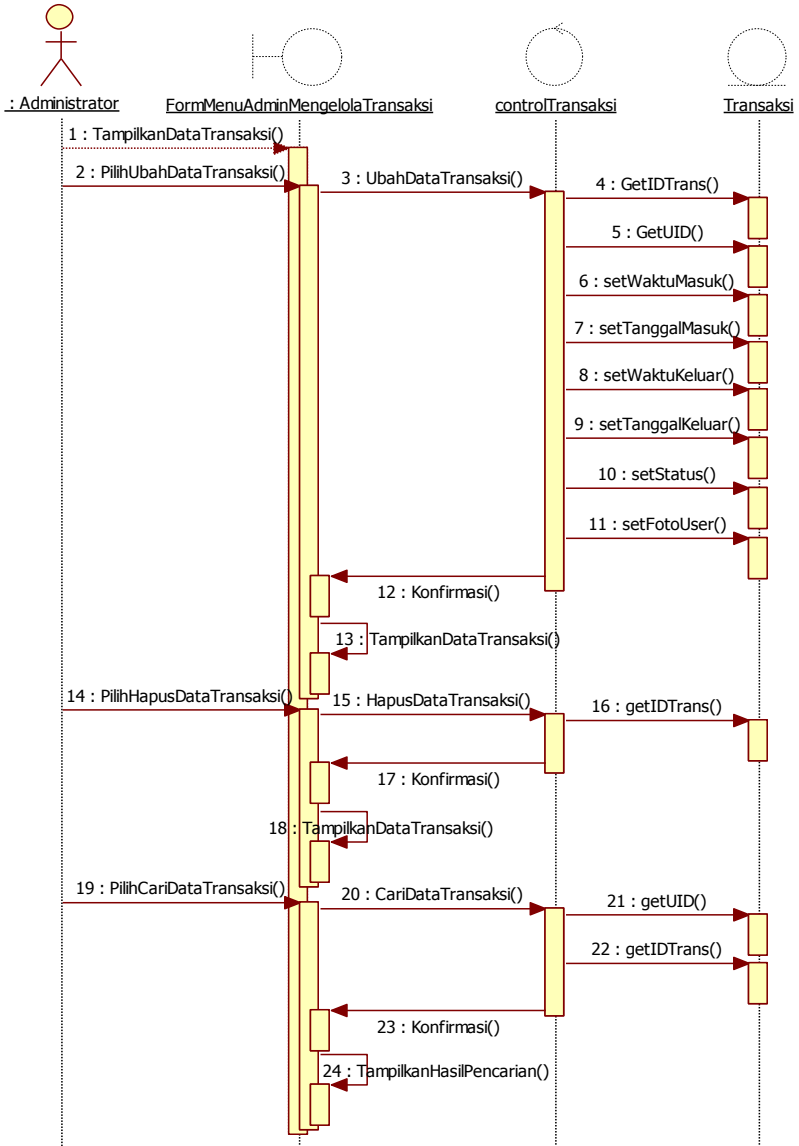 : Administrator
FormMenuAdminMengelolaTransaksi
controlTransaksi
Transaksi
1 : TampilkanDataTransaksi()
2 : PilihUbahDataTransaksi()
3 : UbahDataTransaksi()
4 : GetIDTrans()
5 : GetUID()
6 : setWaktuMasuk()
7 : setTanggalMasuk()
8 : setWaktuKeluar()
9 : setTanggalKeluar()
10 : setStatus()
11 : setFotoUser()
12 : Konfirmasi()
13 : TampilkanDataTransaksi()
14 : PilihHapusDataTransaksi()
15 : HapusDataTransaksi()
16 : getIDTrans()
17 : Konfirmasi()
18 : TampilkanDataTransaksi()
19 : PilihCariDataTransaksi()
20 : CariDataTransaksi()
21 : getUID()
22 : getIDTrans()
23 : Konfirmasi()
24 : TampilkanHasilPencarian()